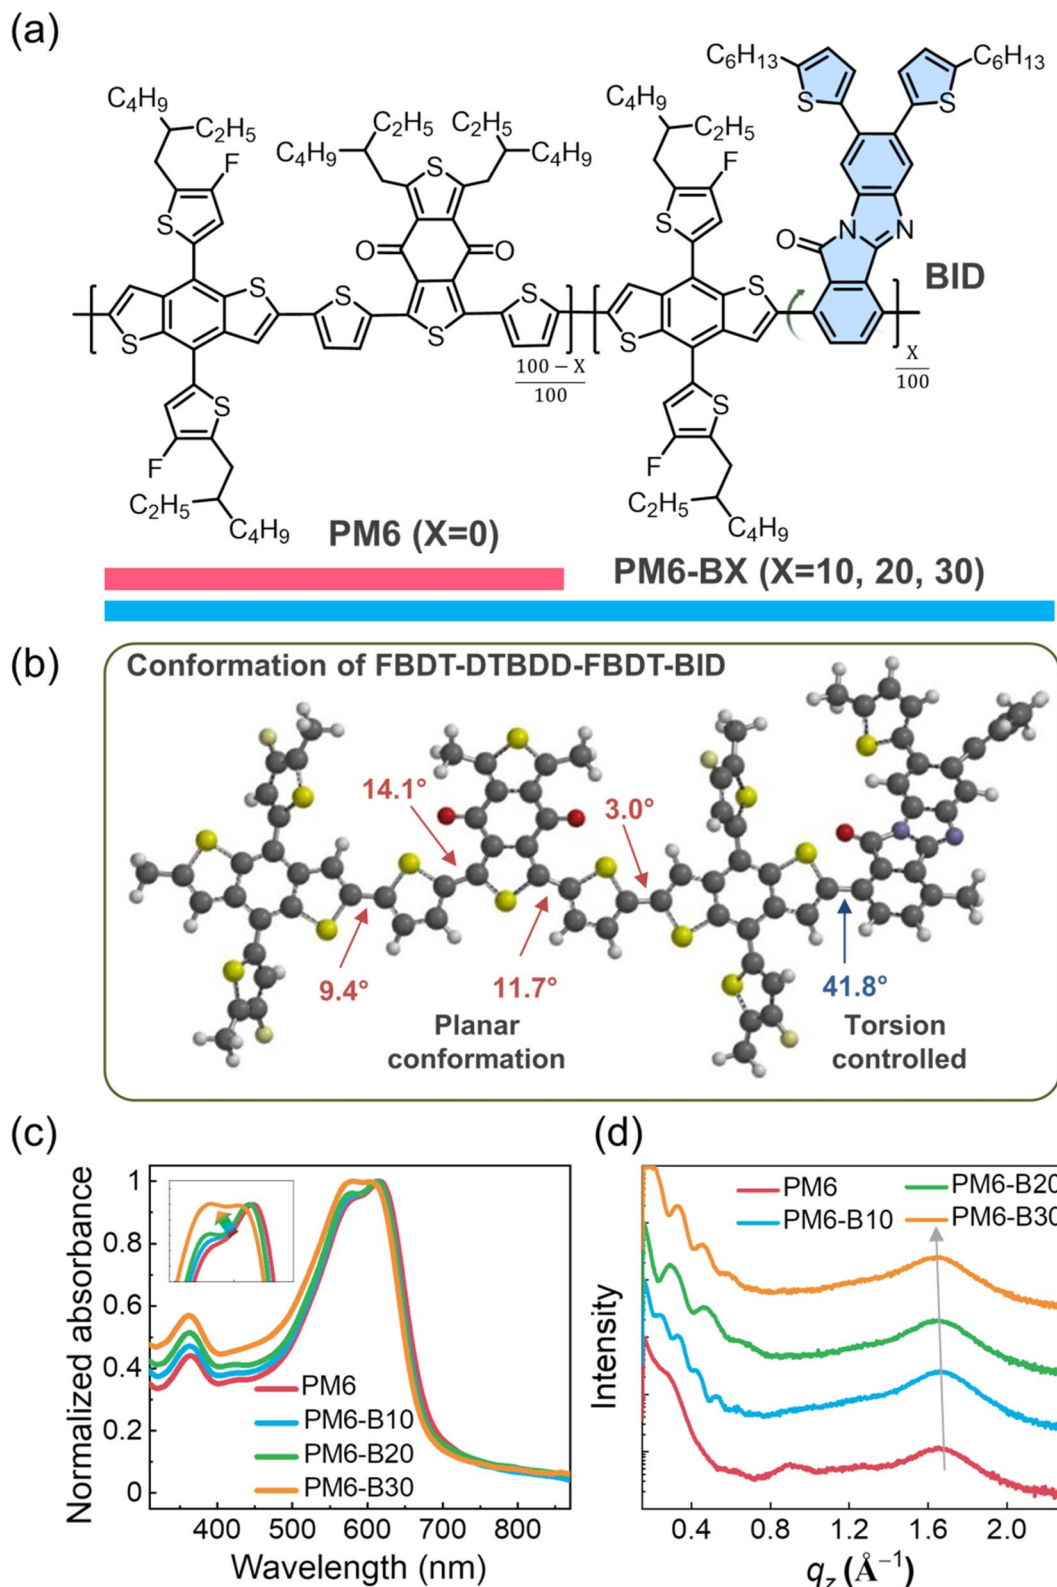 (a)
C₆H₁₃ C₆H₁₃
S S
C₄H₉ C₂H₅ C₂H₅ C₂H₅ C₄H₉ C₂H₅
C₄H₉ S C₄H₉
F F
S S
O O O N N
BID
S S S S
S S S
100 − X
100
X
100
S S
F F
C₂H₅ C₂H₅
C₄H₉ C₄H₉
PM6 (X=0)
PM6-BX (X=10, 20, 30)
(b)
Conformation of FBDT-DTBDD-FBDT-BID
14.1°
3.0°
9.4°
11.7°
41.8°
Planar
conformation
Torsion
controlled
(c)
Normalized absorbance
1
0.8
0.6
0.4
0.2
0
PM6
PM6-B10
PM6-B20
PM6-B30
400 500 600 700 800
Wavelength (nm)
(d)
Intensity
PM6 PM6-B20
PM6-B10 PM6-B30
0.4 0.8 1.2 1.6 2.0
q_z (Å⁻¹)